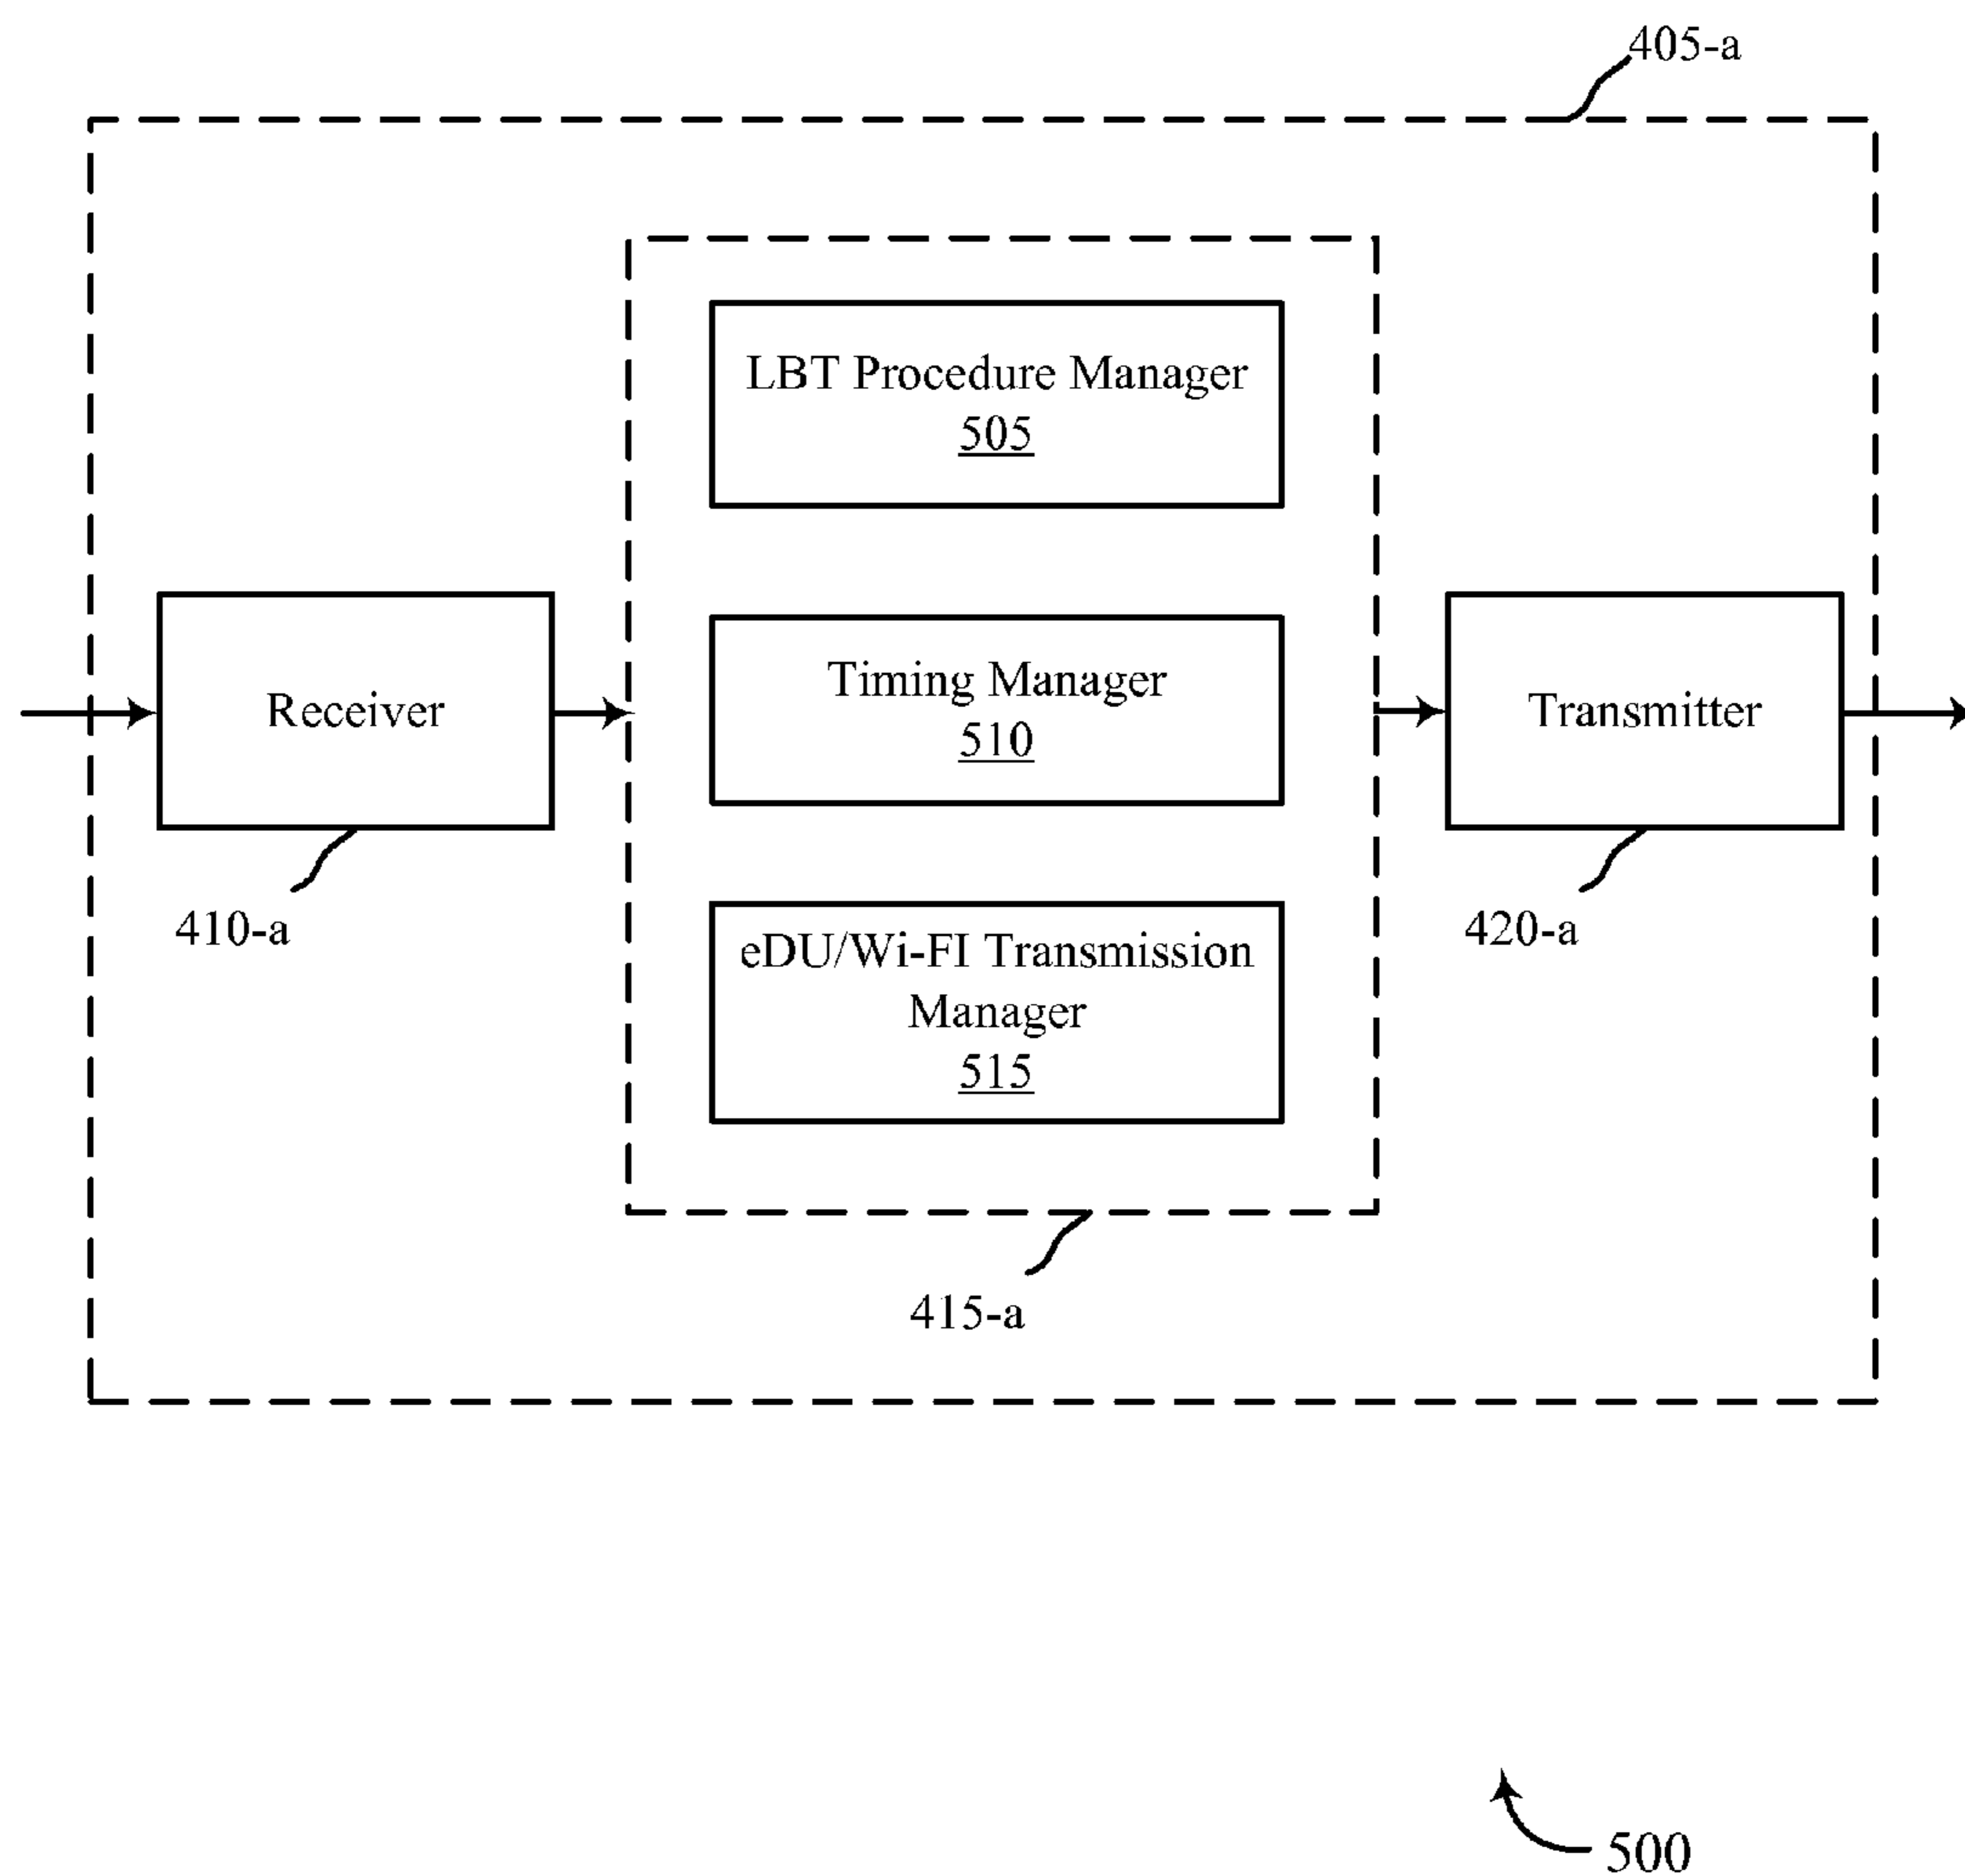 405-a
LBT Procedure Manager
505
Receiver
Timing Manager
510
Transmitter
410-a
eDU/Wi-FI Transmission
Manager
515
420-a
415-a
500